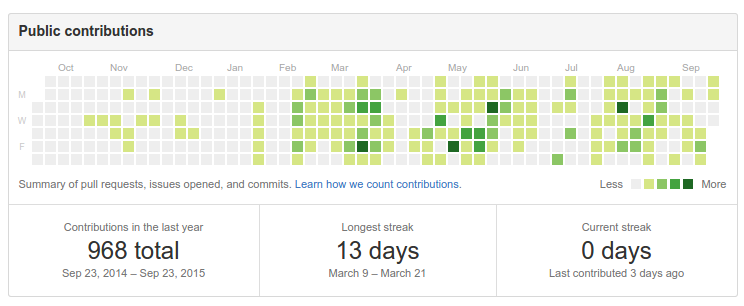 Public contributions
Oct Nov Dec Jan Feb Mar Apr May Jun Jul Aug Sep
M
W
F
Summary of pull requests, issues opened, and commits. Learn how we count contributions. Less More
Contributions in the last year Longest streak Current streak
968 total 13 days 0 days
Sep 23, 2014 – Sep 23, 2015 March 9 – March 21 Last contributed 3 days ago